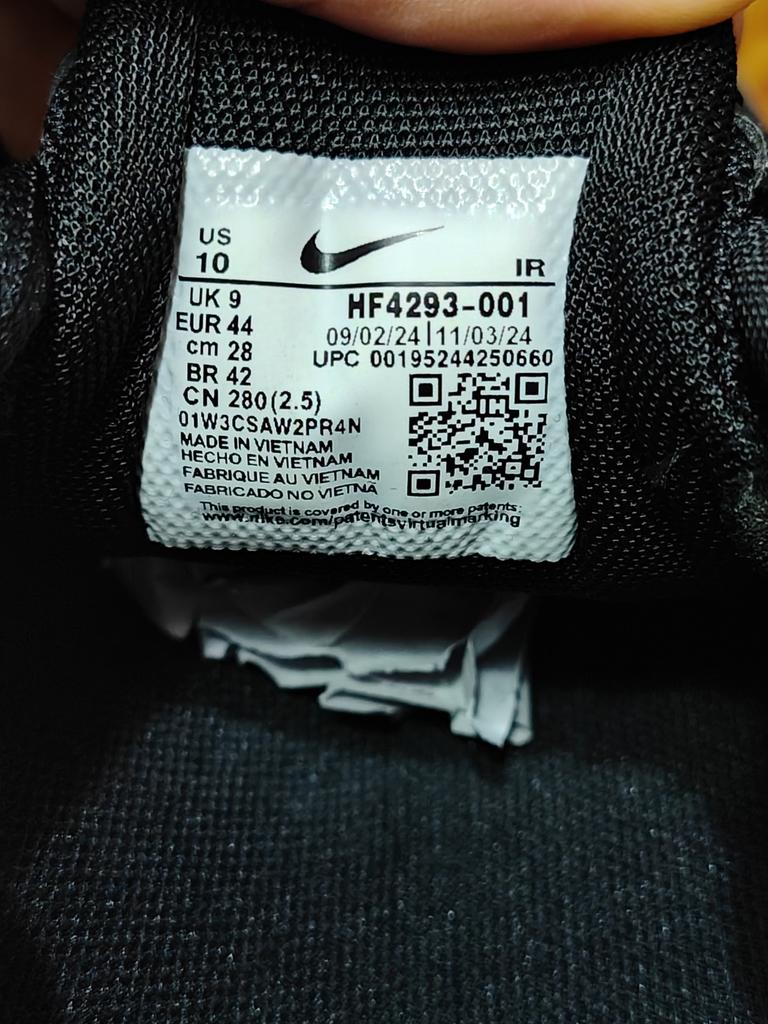 US
10
IR
UK 9
EUR 44
cm 28
BR 42
CN 280(2.5)
01W3CSAW2PR4N
MADE IN VIETNAM
HECHO EN VIETNAM
FABRIQUE AU VIETNAM
FABRICADO NO VIETNÃ
HF4293-001
09/02/24|11/03/24
UPC 00195244250660
This product is covered by one or more patents:
www.nike.com/patentsvirtualmarking